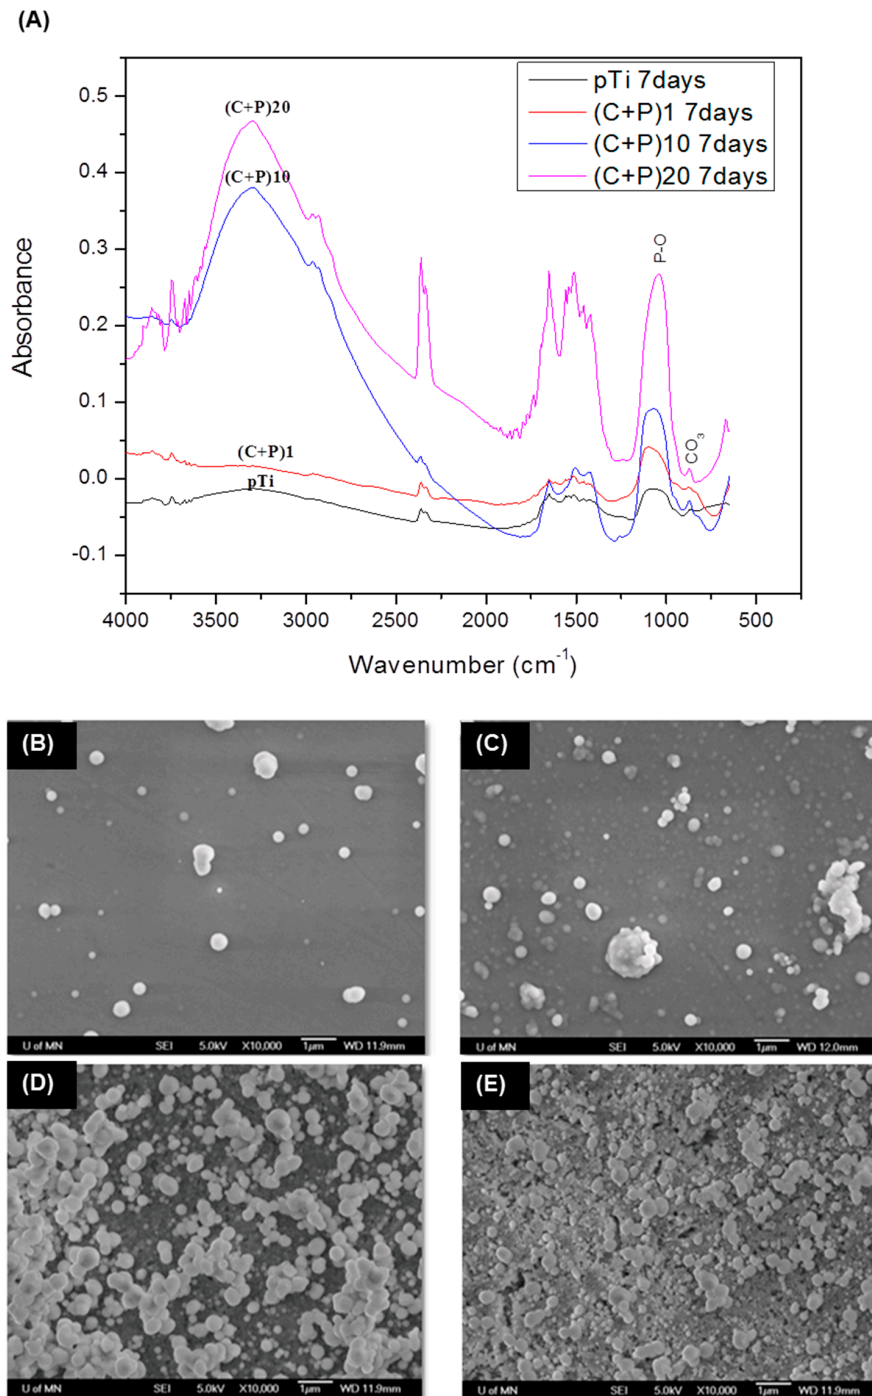 (A)
0.5
0.4
0.3
0.2
0.1
0.0
-0.1
Absorbance
(C+P)20
(C+P)10
(C+P)1
pTi
pTi 7days
(C+P)1 7days
(C+P)10 7days
(C+P)20 7days
P-O
CO3
4000 3500 3000 2500 2000 1500 1000 500
Wavenumber (cm-1)
(B)
U of MN SEI 5.0kV X10,000 1μm WD 11.9mm
(C)
U of MN SEI 5.0kV X10,000 1μm WD 12.0mm
(D)
U of MN SEI 5.0kV X10,000 1μm WD 11.9mm
(E)
U of MN SEI 5.0kV X10,000 1μm WD 11.9mm